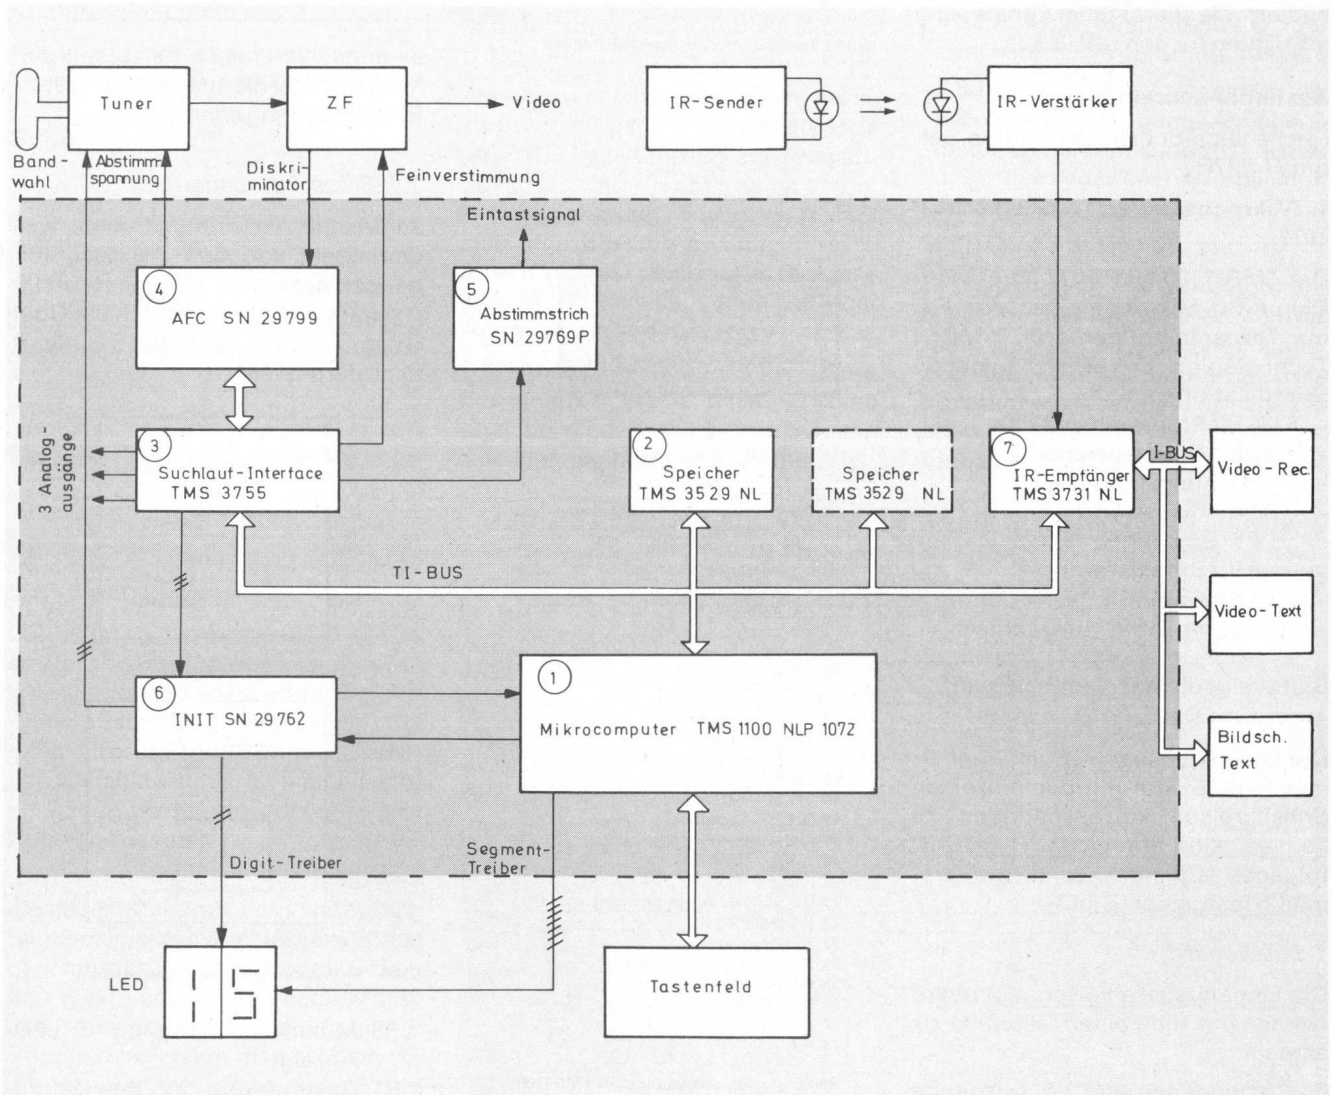 Tuner
ZF
Video
IR-Sender
IR-Verstärker
Band-
wahl
Abstimm-
spannung
Diskri-
minator
Feinverstimmung
Eintastsignal
4
AFC SN 29799
5
Abstimmstrich
SN 29769P
3 Analog-
ausgänge
3
Suchlauf-Interface
TMS 3755
2
Speicher
TMS 3529 NL
Speicher
TMS 3529 NL
7
IR-Empfänger
TMS 3731 NL
I-BUS
Video-Rec.
TI-BUS
Video-Text
6
INIT SN 29762
1
Mikrocomputer TMS 1100 NLP 1072
Bildsch.
Text
Digit-Treiber
Segment-
Treiber
LED
15
Tastenfeld